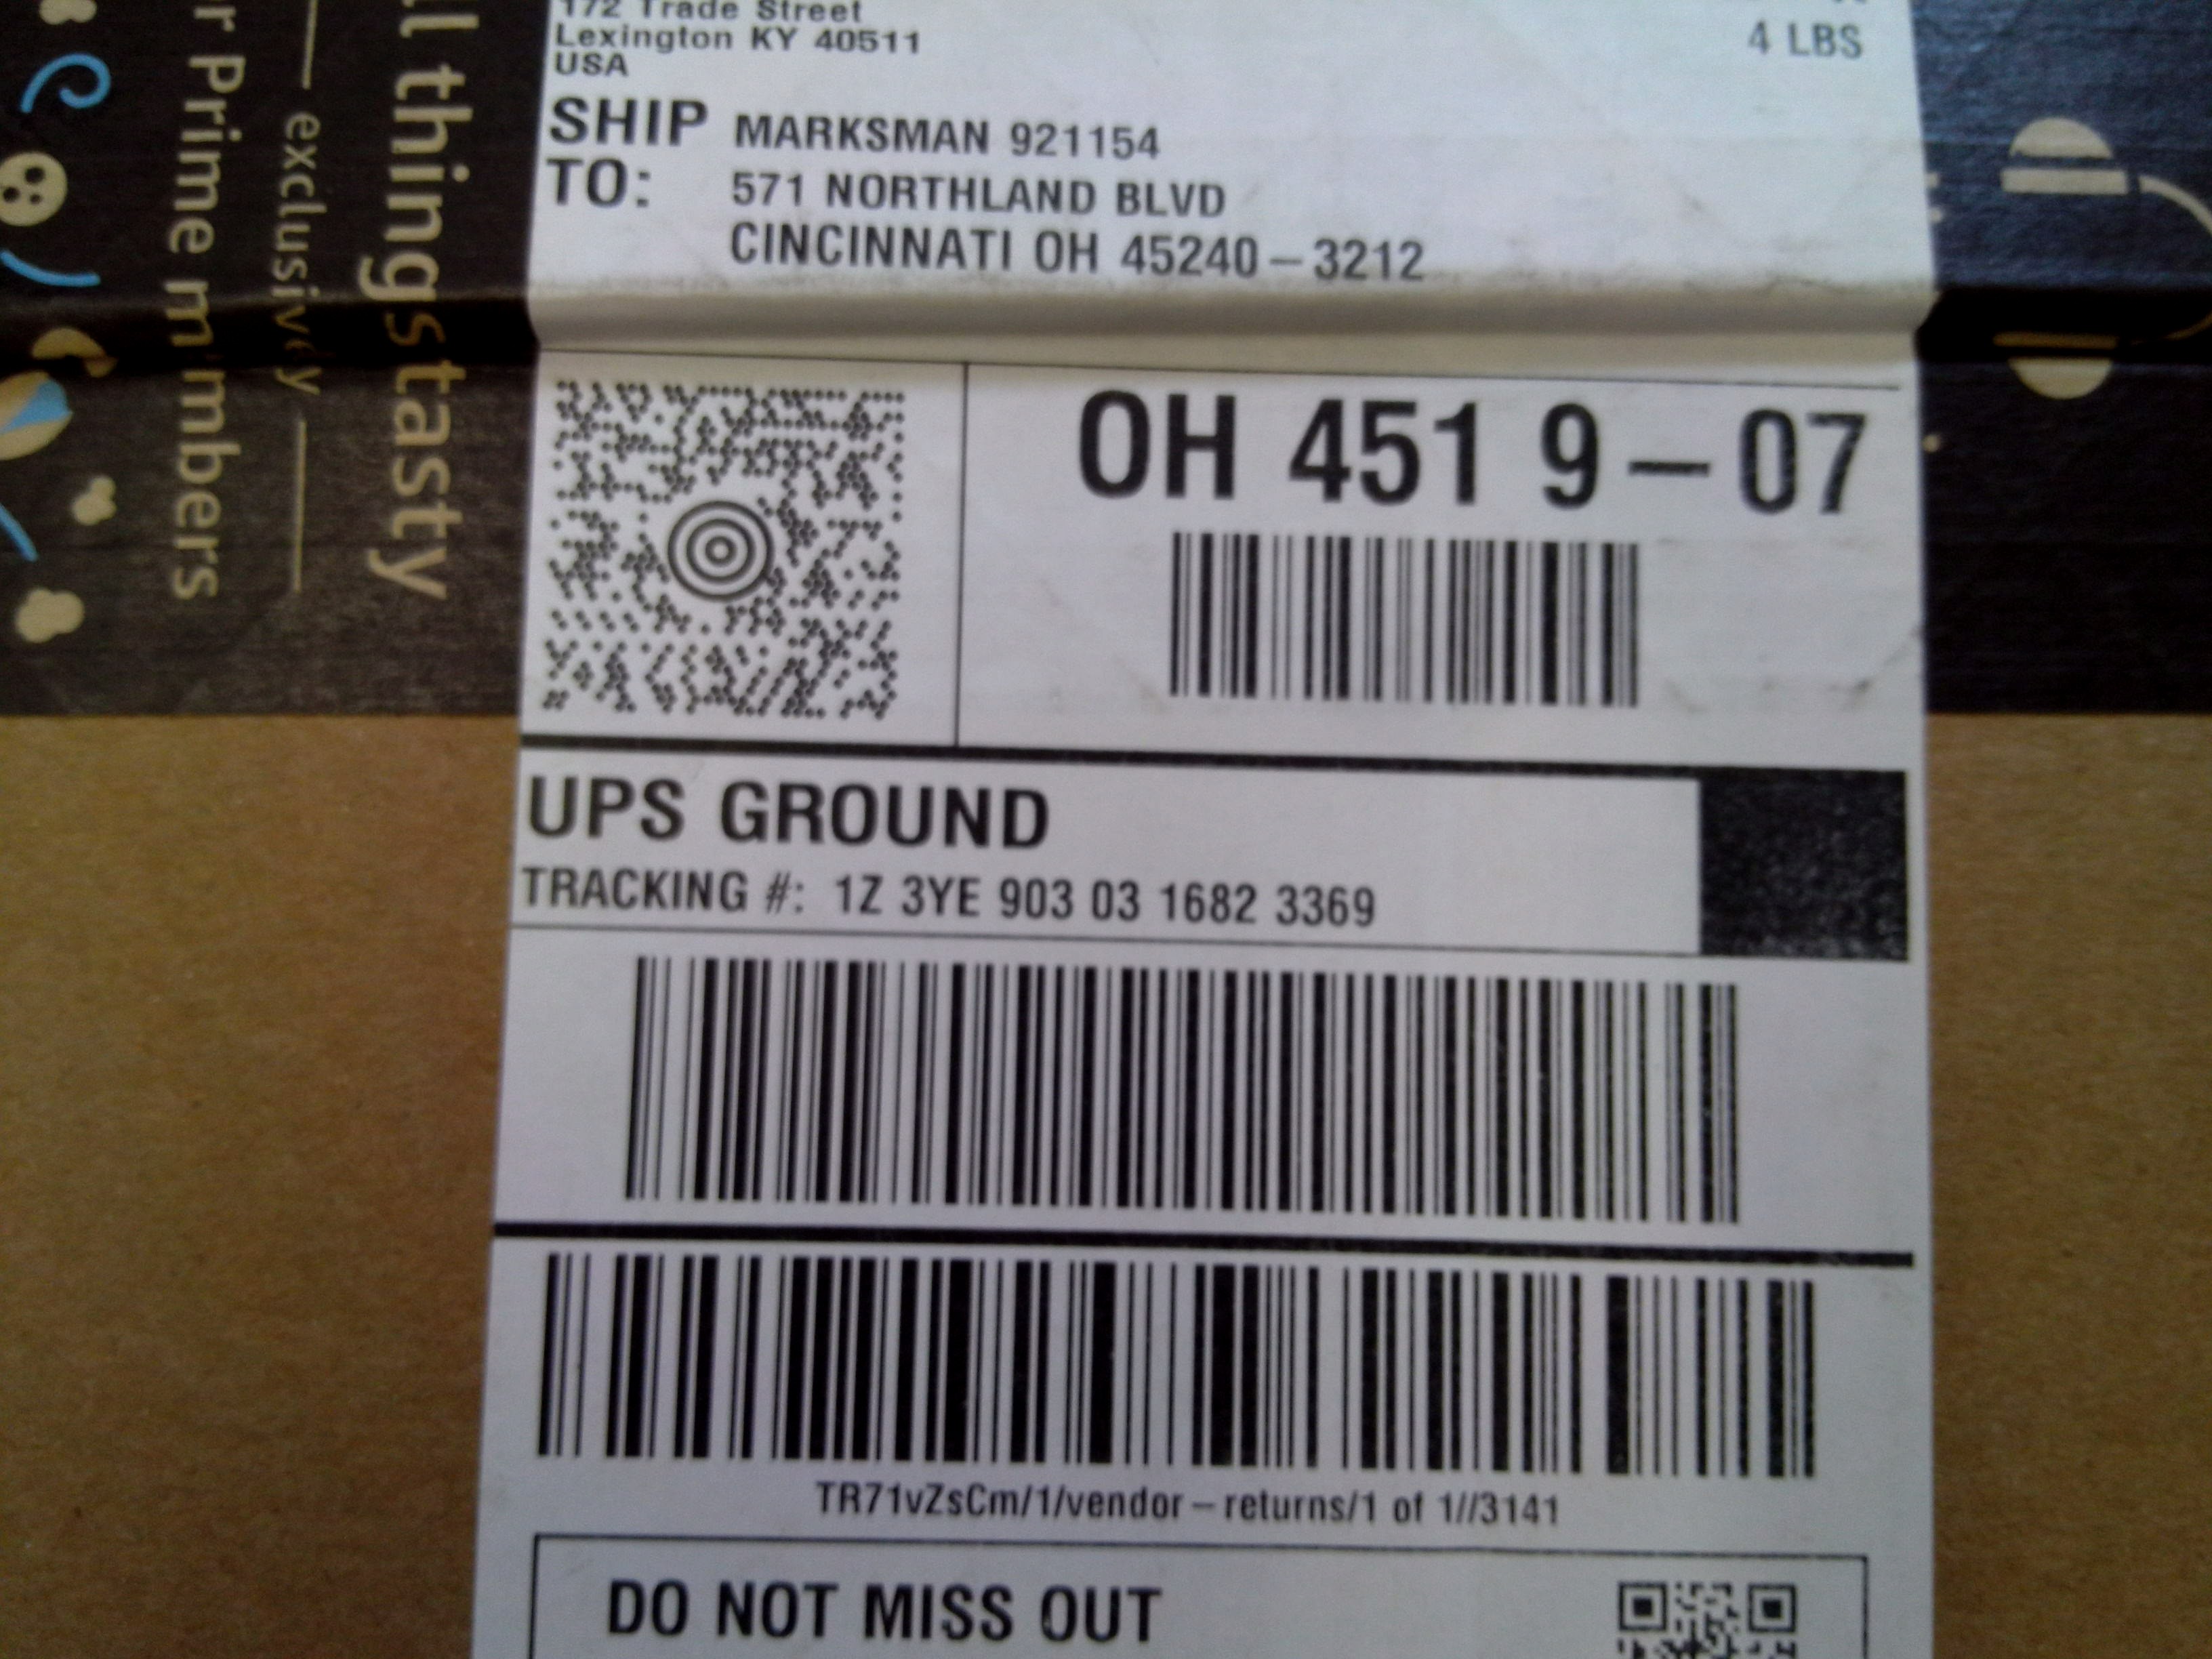 172 Trade Street
Lexington KY 40511
USA
4 LBS
SHIP TO: MARKSMAN 921154
571 NORTHLAND BLVD
CINCINNATI OH 45240-3212
OH 451 9-07
UPS GROUND
TRACKING #: 1Z 3YE 903 03 1682 3369
TR71vZsCm/1/vendor-returns/1 of 1//3141
DO NOT MISS OUT
things tasty
exclusively
Prime members